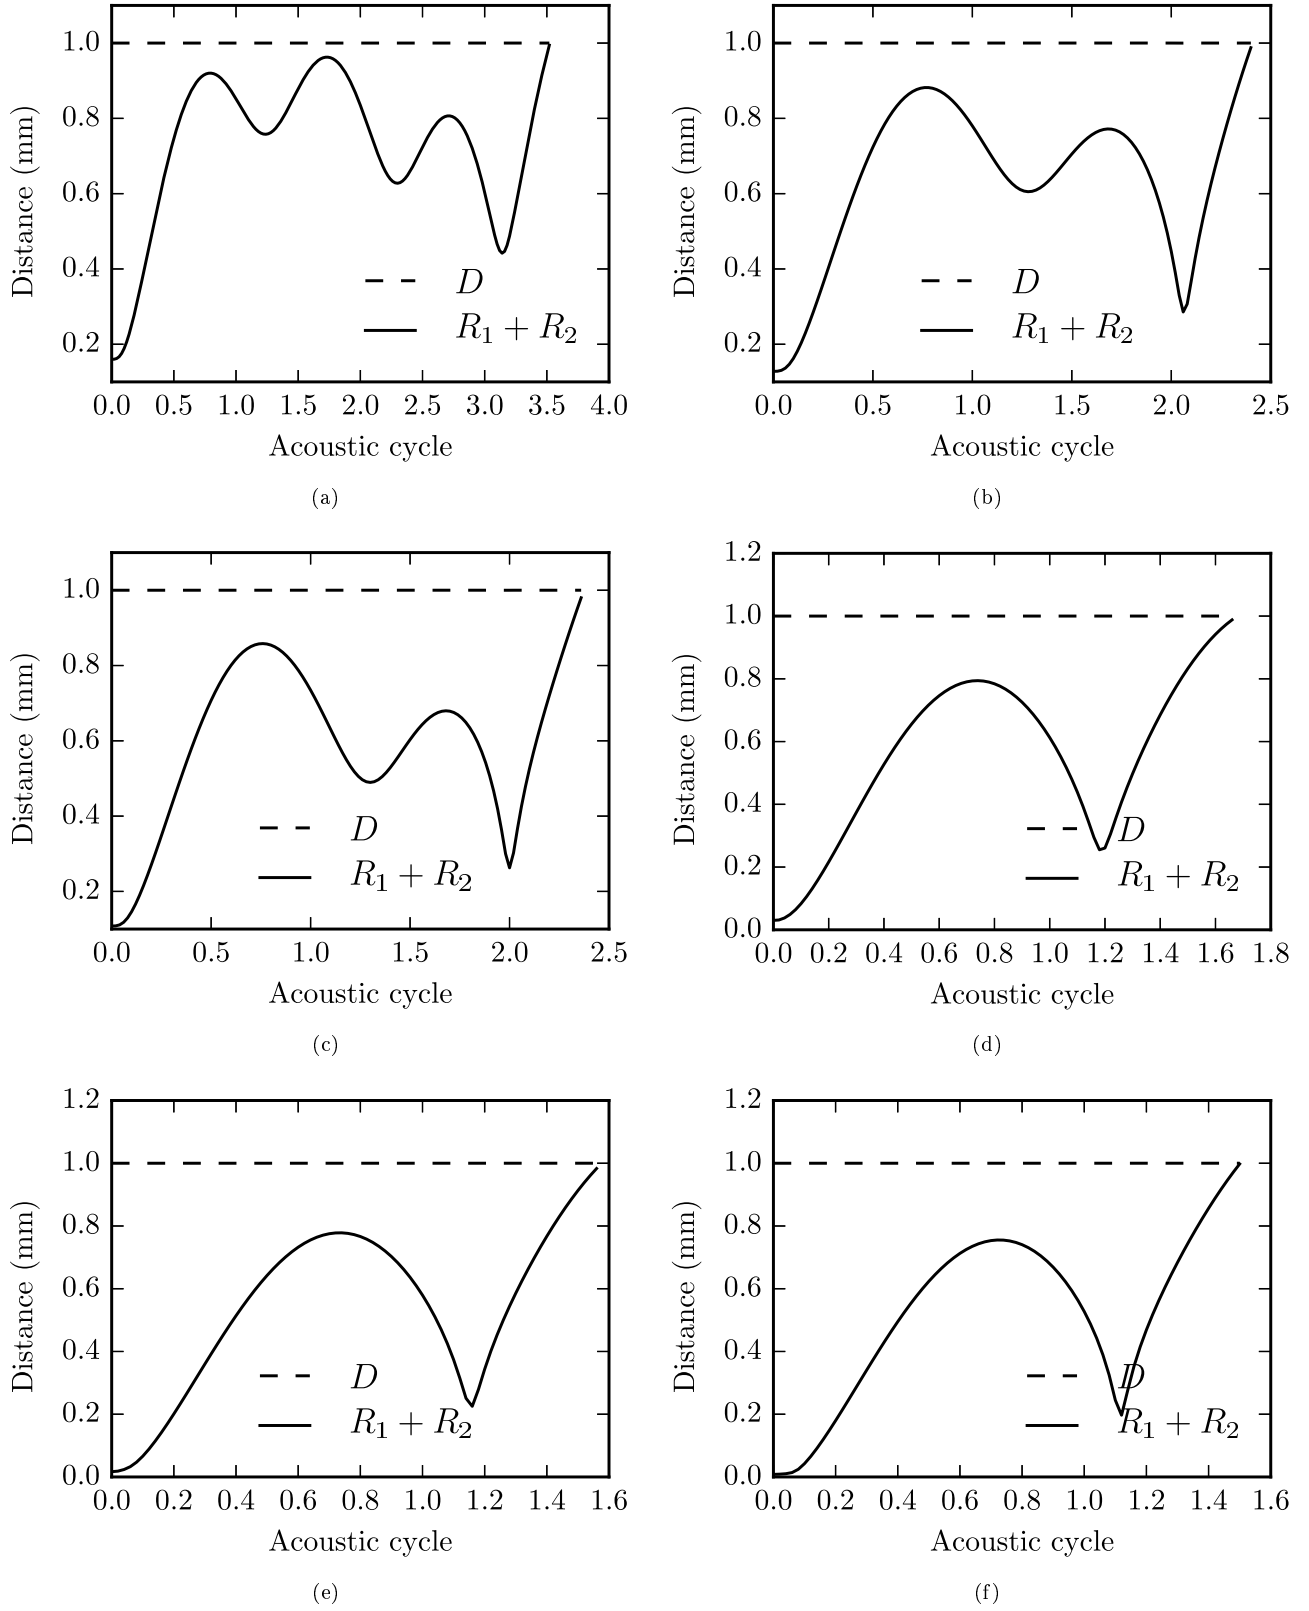 1.0
0.8
0.6
0.4
0.2
Distance (mm)
D
R₁ + R₂
0.0 0.5 1.0 1.5 2.0 2.5 3.0 3.5 4.0
Acoustic cycle
(a)
1.0
0.8
0.6
0.4
0.2
Distance (mm)
D
R₁ + R₂
0.0 0.5 1.0 1.5 2.0 2.5
Acoustic cycle
(b)
1.0
0.8
0.6
0.4
0.2
Distance (mm)
D
R₁ + R₂
0.0 0.5 1.0 1.5 2.0 2.5
Acoustic cycle
(c)
1.2
1.0
0.8
0.6
0.4
0.2
0.0
Distance (mm)
D
R₁ + R₂
0.0 0.2 0.4 0.6 0.8 1.0 1.2 1.4 1.6 1.8
Acoustic cycle
(d)
1.2
1.0
0.8
0.6
0.4
0.2
0.0
Distance (mm)
D
R₁ + R₂
0.0 0.2 0.4 0.6 0.8 1.0 1.2 1.4 1.6
Acoustic cycle
(e)
1.2
1.0
0.8
0.6
0.4
0.2
0.0
Distance (mm)
D
R₁ + R₂
0.0 0.2 0.4 0.6 0.8 1.0 1.2 1.4 1.6
Acoustic cycle
(f)